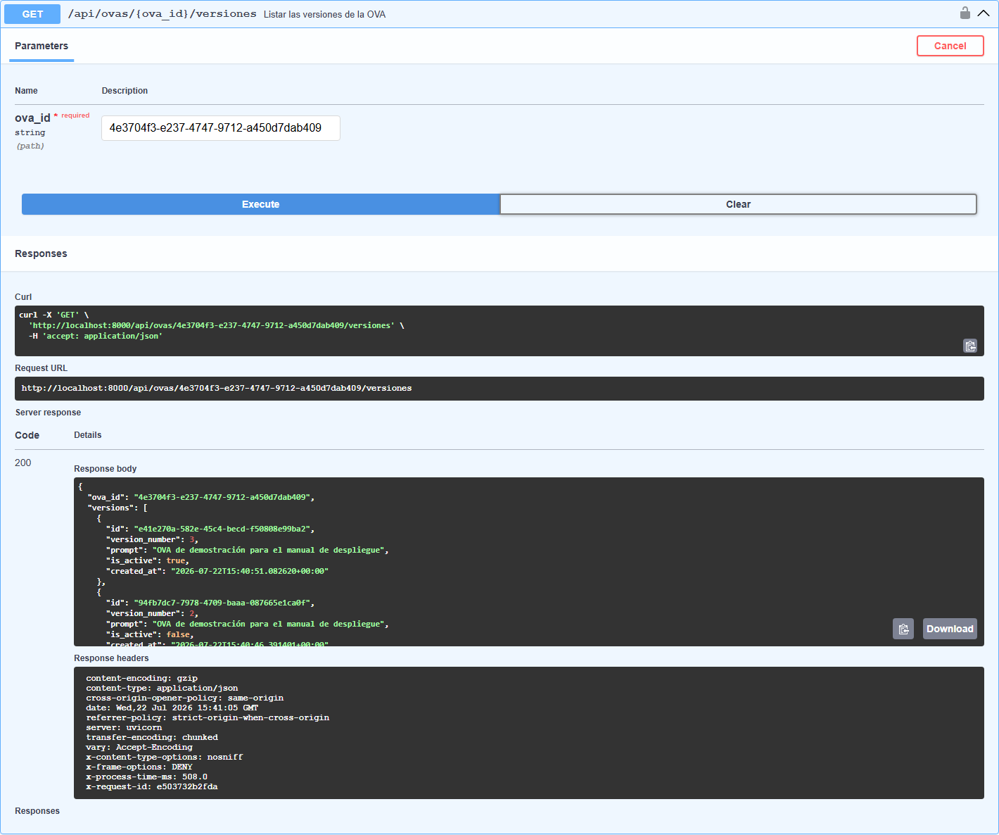 GET /api/ovas/{ova_id}/versiones Listar las versiones de la OVA
Parameters
Cancel
Name Description
ova_id * required
string
(path)
4e3704f3-e237-4747-9712-a450d7dab409
Execute Clear
Responses
Curl
curl -X 'GET' \
'http://localhost:8000/api/ovas/4e3704f3-e237-4747-9712-a450d7dab409/versiones' \
-H 'accept: application/json'
Request URL
http://localhost:8000/api/ovas/4e3704f3-e237-4747-9712-a450d7dab409/versiones
Server response
Code Details
200
Response body
{
"ova_id": "4e3704f3-e237-4747-9712-a450d7dab409",
"versions": [
{
"id": "e41e270a-582e-45c4-becd-f50808e99ba2",
"version_number": 3,
"prompt": "OVA de demostración para el manual de despliegue",
"is_active": true,
"created_at": "2026-07-22T15:40:51.082620+00:00"
},
{
"id": "94fb7dc7-7978-4709-baaa-087665e1ca0f",
"version_number": 2,
"prompt": "OVA de demostración para el manual de despliegue",
"is_active": false,
"created_at": "2026-07-22T15:40:46.391401+00:00"
Download
Response headers
content-encoding: gzip
content-type: application/json
cross-origin-opener-policy: same-origin
date: Wed,22 Jul 2026 15:41:05 GMT
referrer-policy: strict-origin-when-cross-origin
server: uvicorn
transfer-encoding: chunked
vary: Accept-Encoding
x-content-type-options: nosniff
x-frame-options: DENY
x-process-time-ms: 508.0
x-request-id: e503732b2fda
Responses